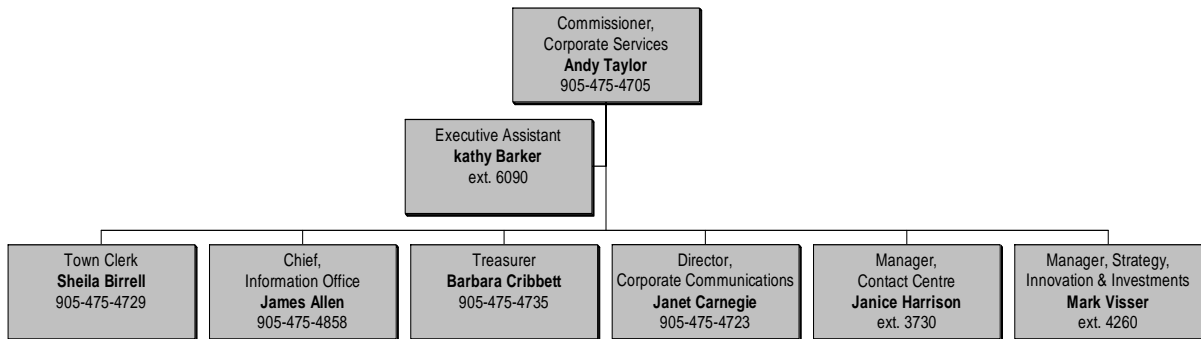 Commissioner,
Corporate Services
Andy Taylor
905-475-4705
Executive Assistant
kathy Barker
ext. 6090
Town Clerk
Sheila Birrell
905-475-4729
Chief,
Information Office
James Allen
905-475-4858
Treasurer
Barbara Cribbett
905-475-4735
Director,
Corporate Communications
Janet Carnegie
905-475-4723
Manager,
Contact Centre
Janice Harrison
ext. 3730
Manager, Strategy,
Innovation & Investments
Mark Visser
ext. 4260